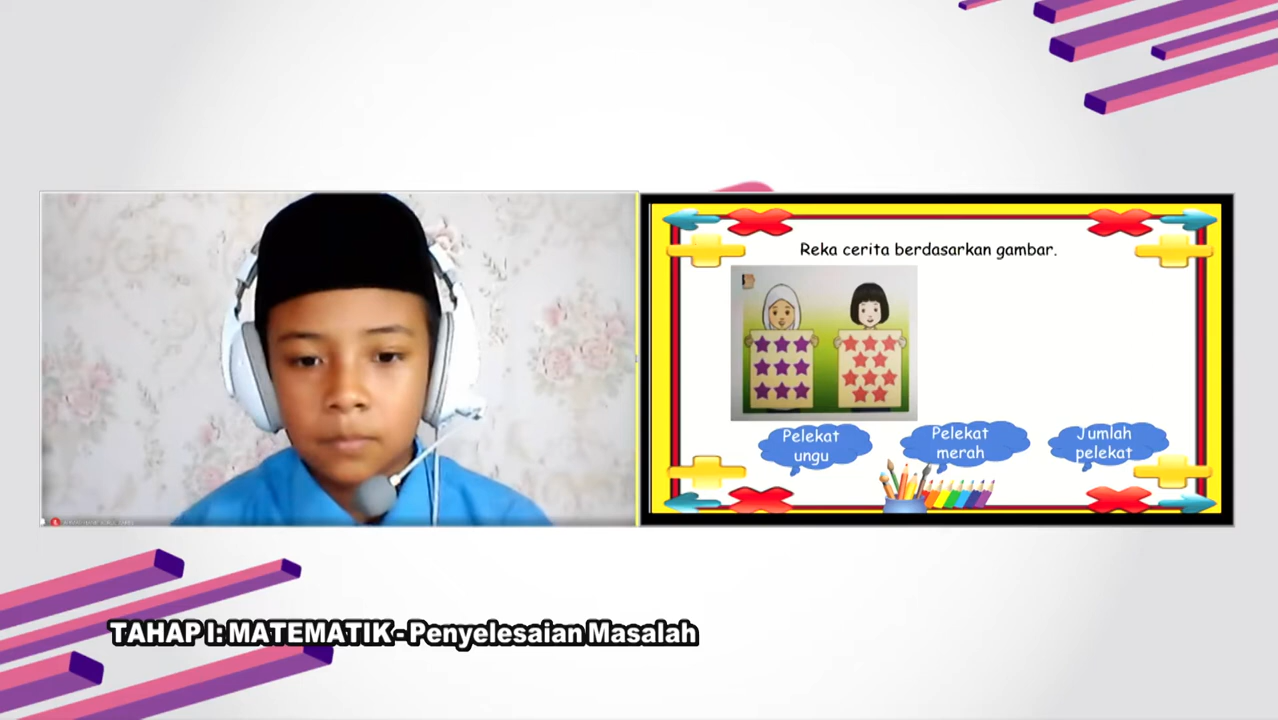 Reka cerita berdasarkan gambar.
Pelekat
ungu
Pelekat
merah
Jumlah
pelekat
TAHAP I: MATEMATIK - Penyelesaian Masalah